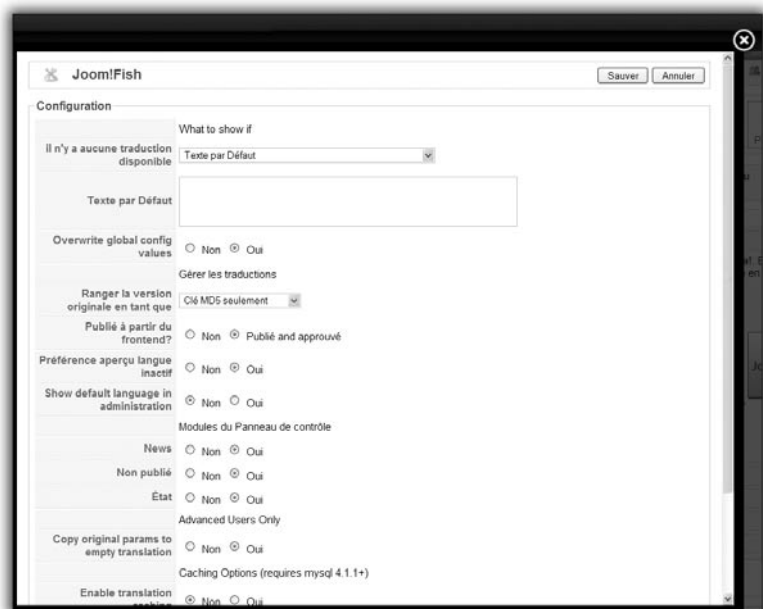 Joom!Fish
Sauver Annuler
Configuration
What to show if
il n'y a aucune traduction
disponible
Texte par Défaut
Texte par Défaut
Overwrite global config
values
Non Oui
Gérer les traductions
Ranger la version
originale en tant que
Clé MD5 seulement
Publié à partir du
frontend?
Non Publié and approuvé
Préférence aperçu langue
inactif
Non Oui
Show default language in
administration
Non Oui
Modules du Panneau de contrôle
News Non Oui
Non publié Non Oui
État Non Oui
Advanced Users Only
Copy original params to
empty translation
Non Oui
Caching Options (requires mysql 4.1.1+)
Enable translation
caching
Non Oui